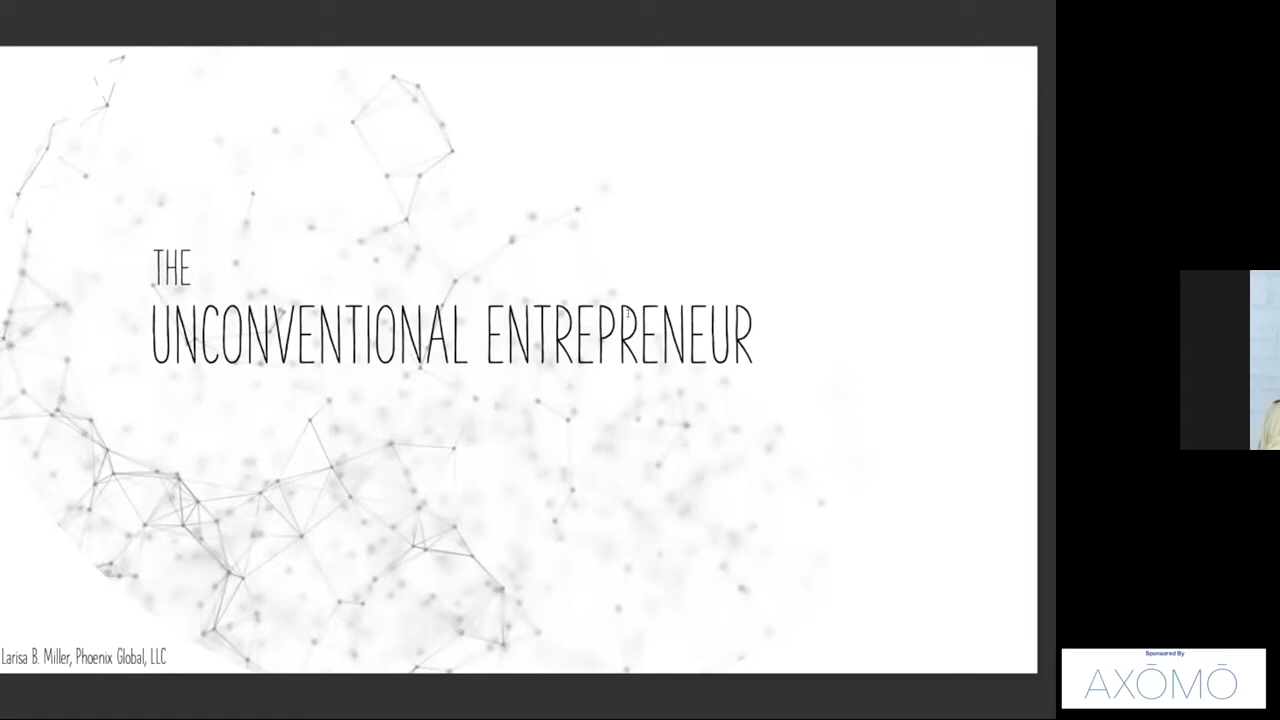 THE
UNCONVENTIONAL ENTREPRENEUR
Larisa B. Miller, Phoenix Global, LLC
Sponsored By
AXŌMŌ